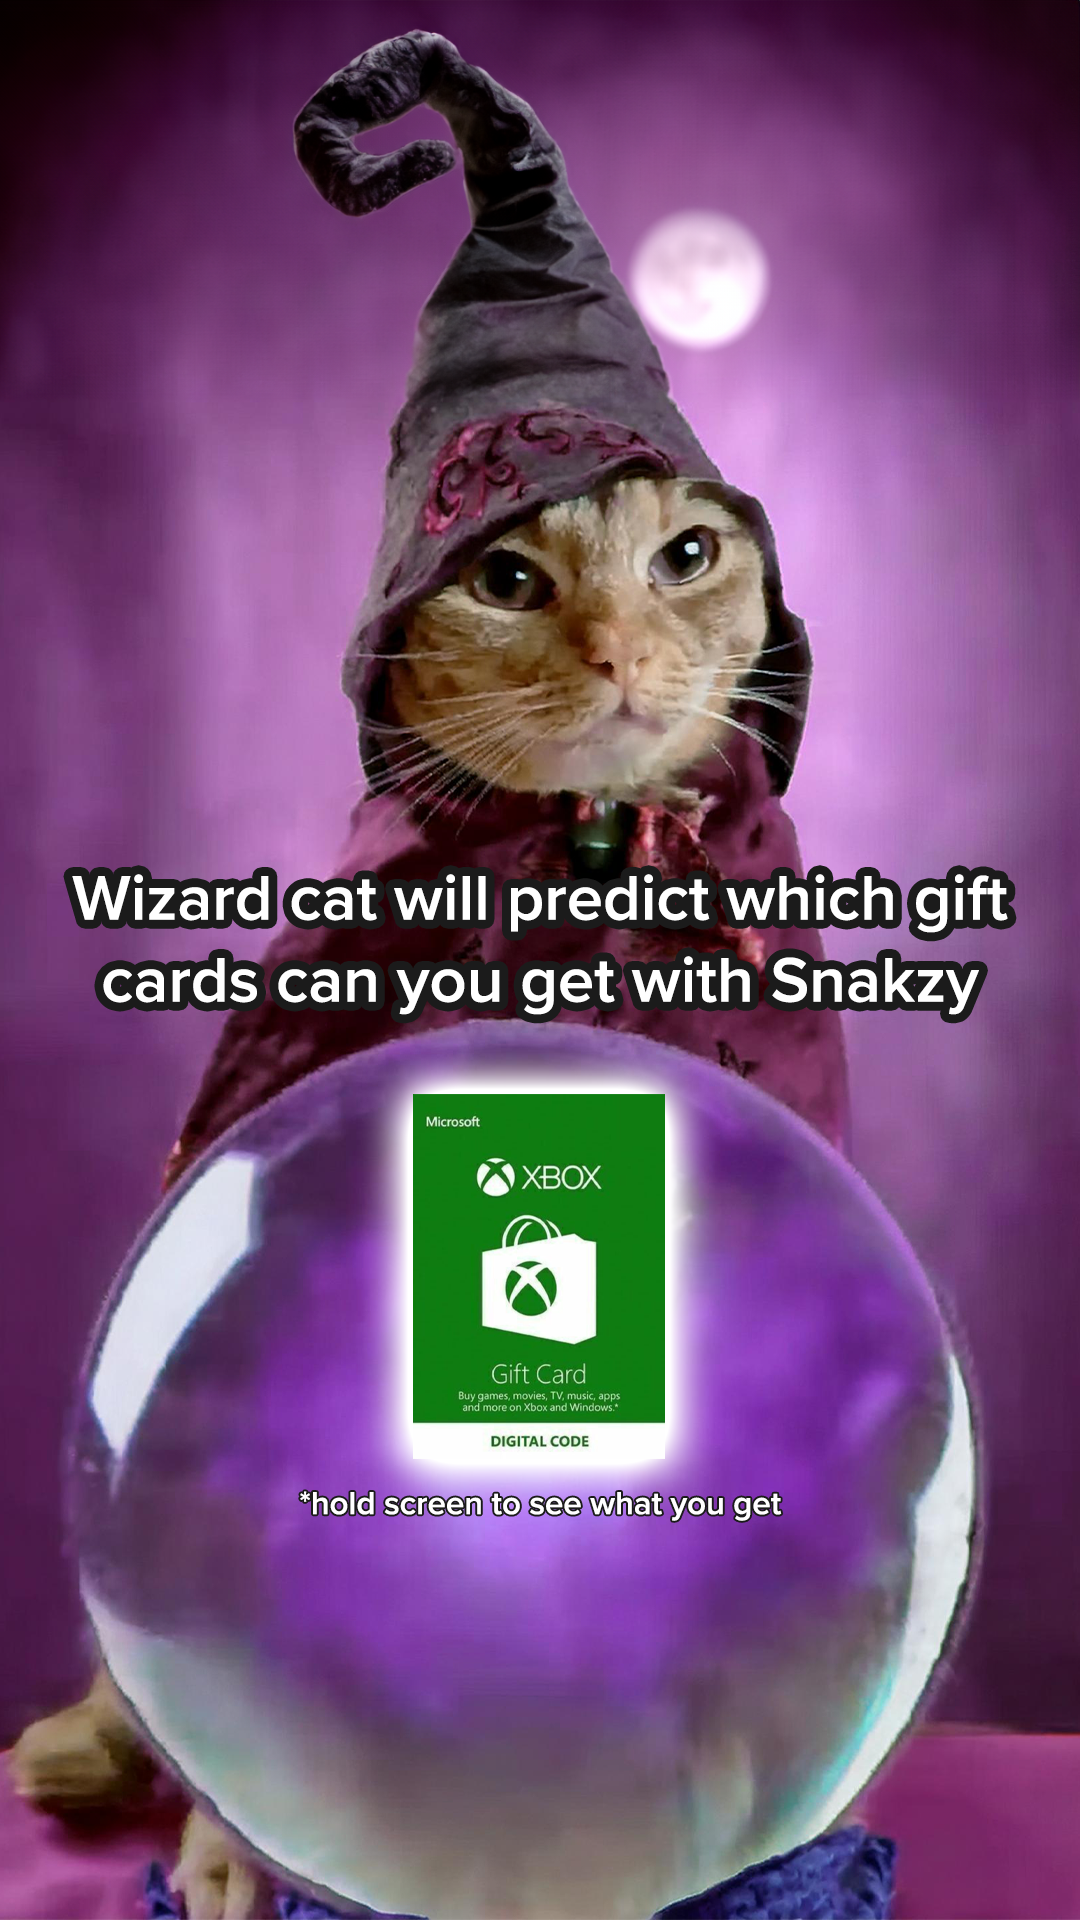 Wizard cat will predict which gift
cards can you get with Snakzy
Microsoft
XBOX
Gift Card
Buy games, movies, TV, music, apps
and more on Xbox and Windows.*
DIGITAL CODE
*hold screen to see what you get